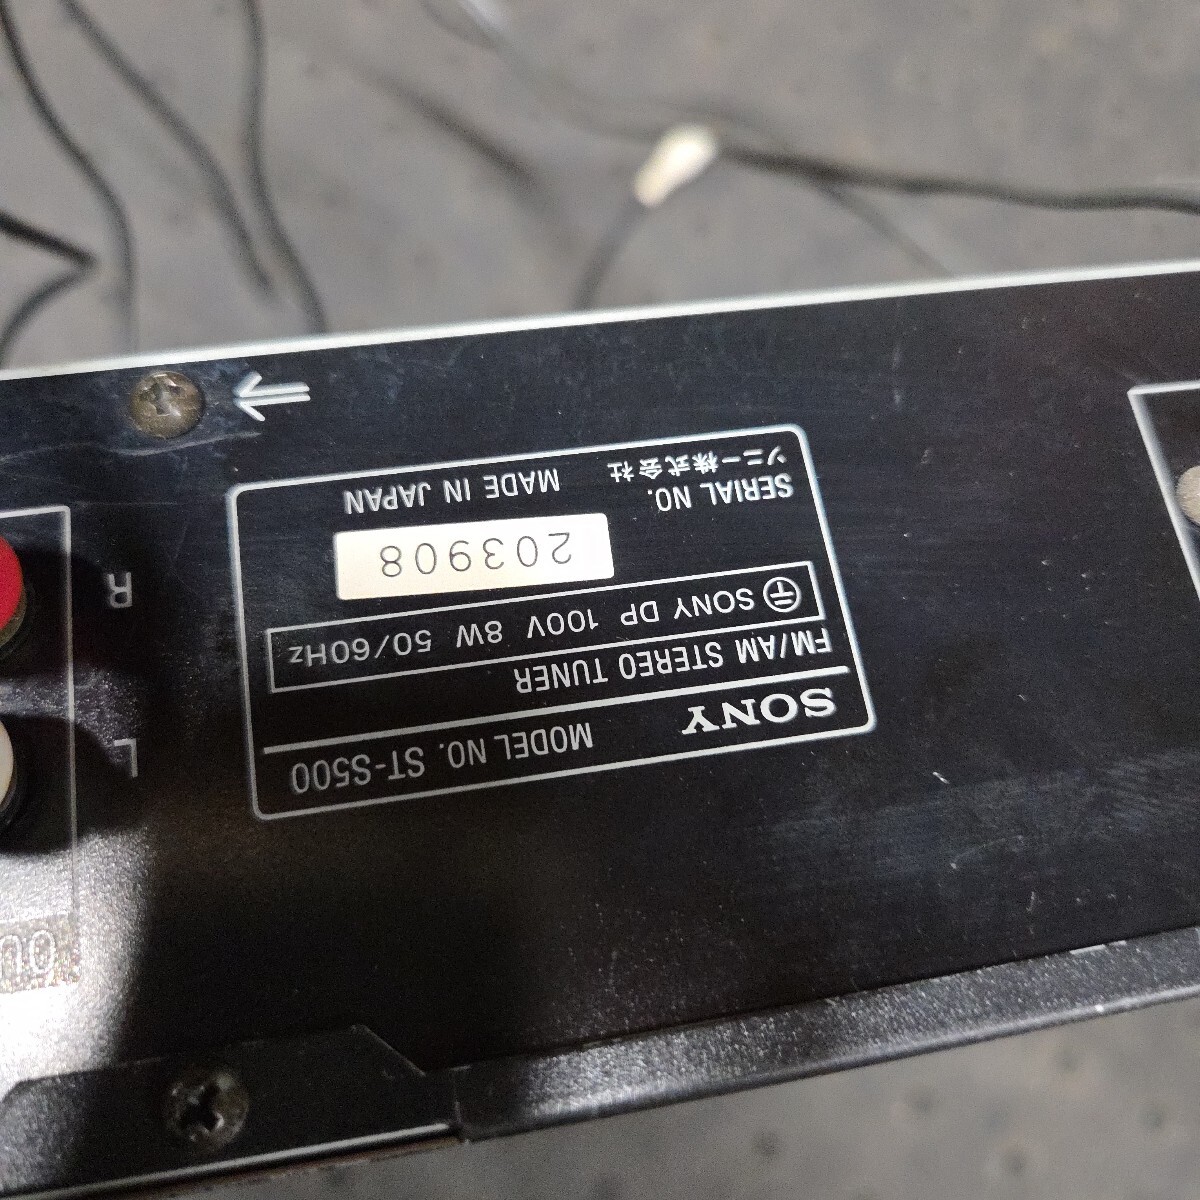 SONY MODEL NO. ST-S500
FM/AM STEREO TUNER
SONY DP 100V 8W 50/60Hz
SERIAL NO. 203908
ソニー株式会社 MADE IN JAPAN
L
R
OU